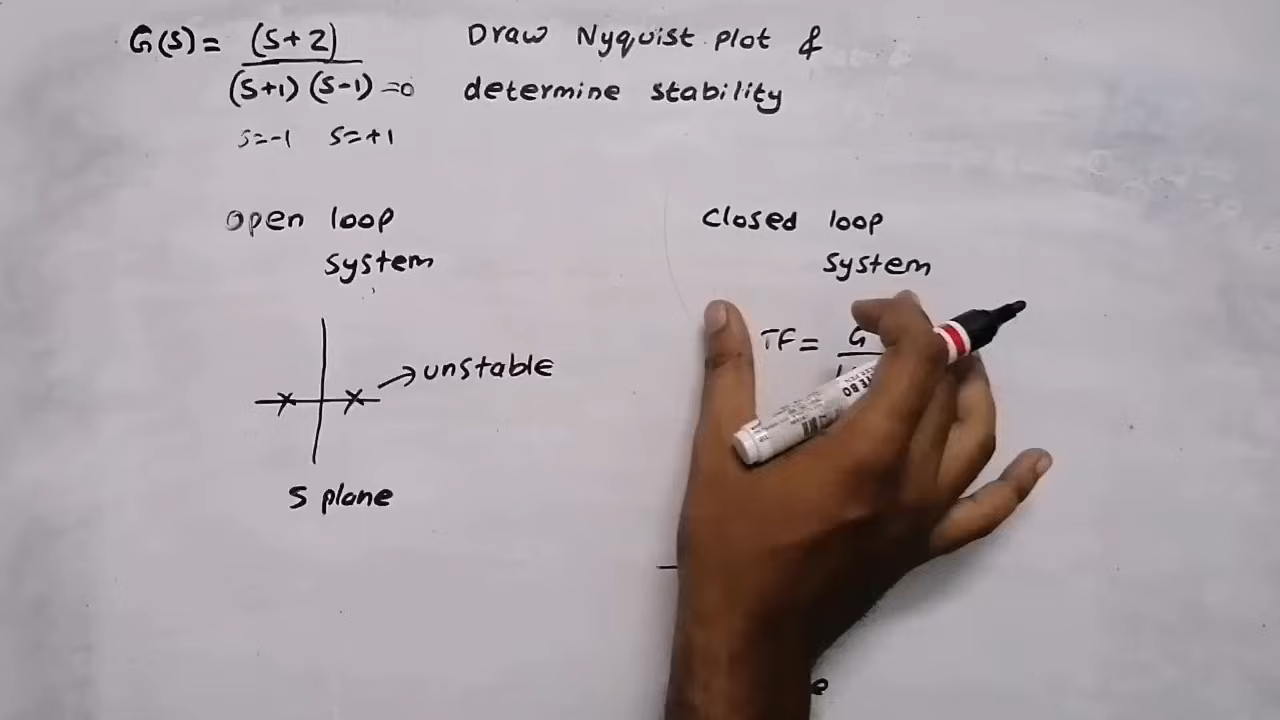 G(s) = (s+2)
(s+1) (s-1) =0
s=-1 s=+1
Draw Nyquist plot &
determine stability
open loop
system
→unstable
S plane
Closed loop
system
TF= G